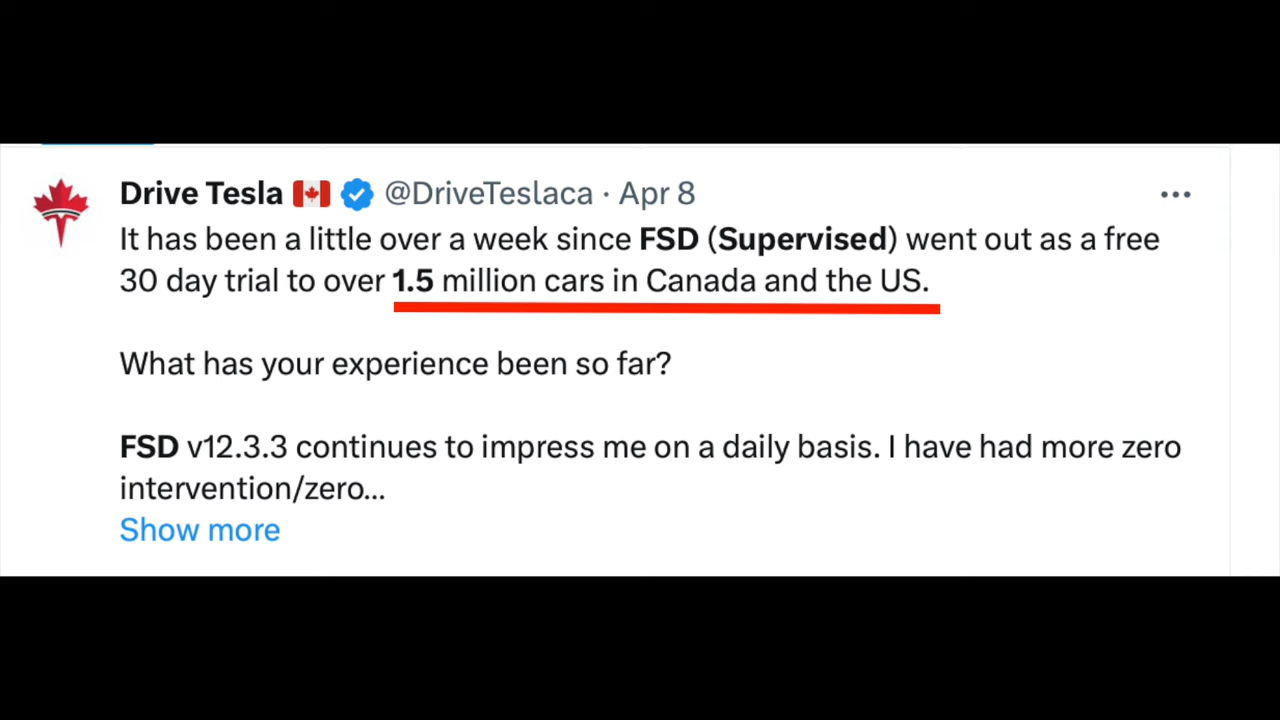 Drive Tesla 🇨🇦 @DriveTeslaca · Apr 8
It has been a little over a week since FSD (Supervised) went out as a free
30 day trial to over 1.5 million cars in Canada and the US.
What has your experience been so far?
FSD v12.3.3 continues to impress me on a daily basis. I have had more zero
intervention/zero...
Show more